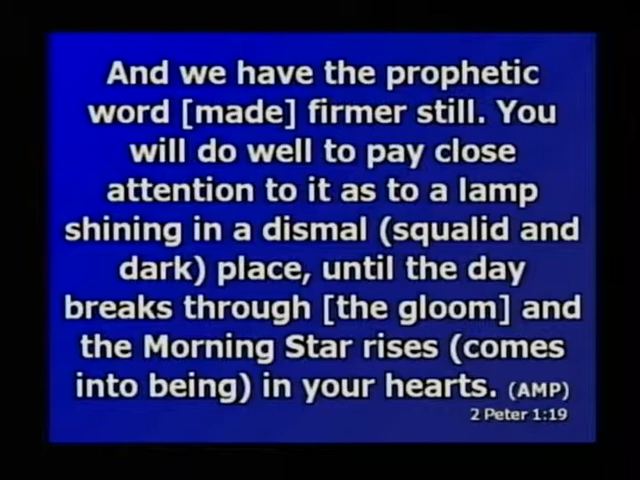 And we have the prophetic
word [made] firmer still. You
will do well to pay close
attention to it as to a lamp
shining in a dismal (squalid and
dark) place, until the day
breaks through [the gloom] and
the Morning Star rises (comes
into being) in your hearts. (AMP)
2 Peter 1:19